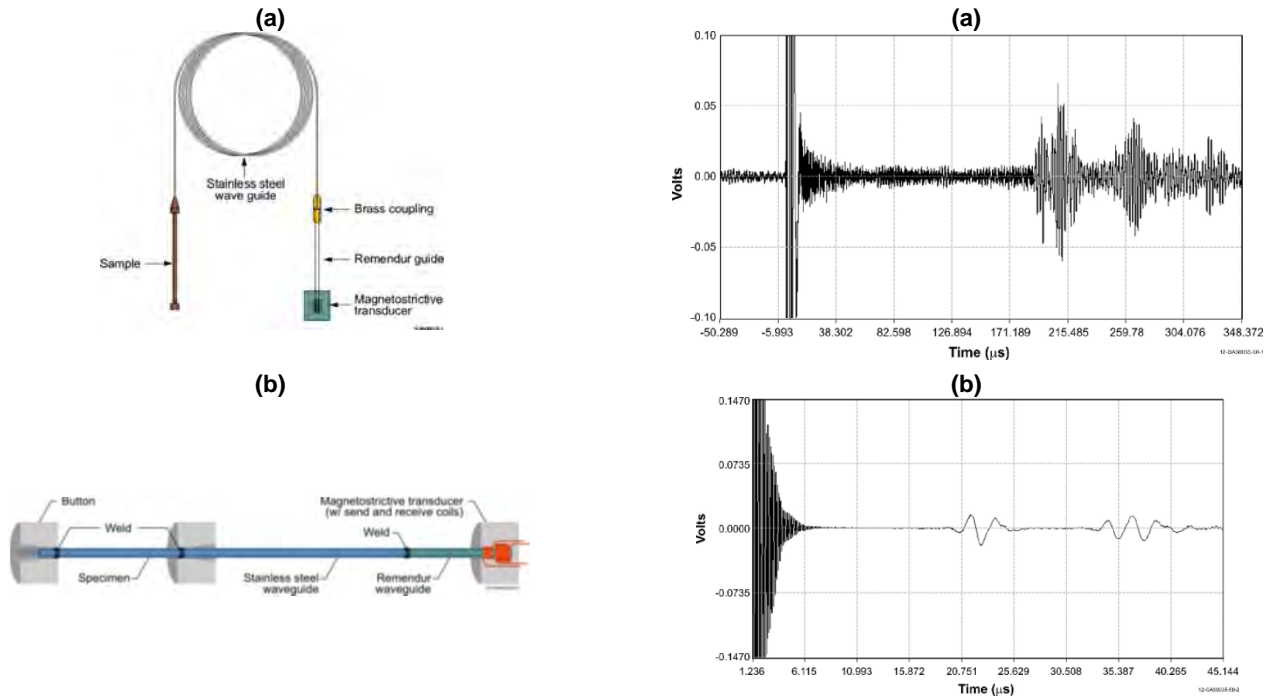 (a)
Stainless steel
wave guide
Brass coupling
Sample
Remendur guide
Magnetostrictive
transducer
(b)
Button
Weld
Magnetostrictive transducer
(w/ send and receive coils)
Weld
Specimen
Stainless steel
waveguide
Remendur
waveguide
(a)
Volts
0.10
0.05
0.00
-0.05
-0.10
-50.289 -5.993 38.302 82.598 126.894 171.189 215.485 259.78 304.076 348.372
Time (μs)
(b)
Volts
0.1470
0.0735
0.0000
-0.0735
-0.1470
1.236 6.115 10.993 15.872 20.751 25.629 30.508 35.387 40.265 45.144
Time (μs)